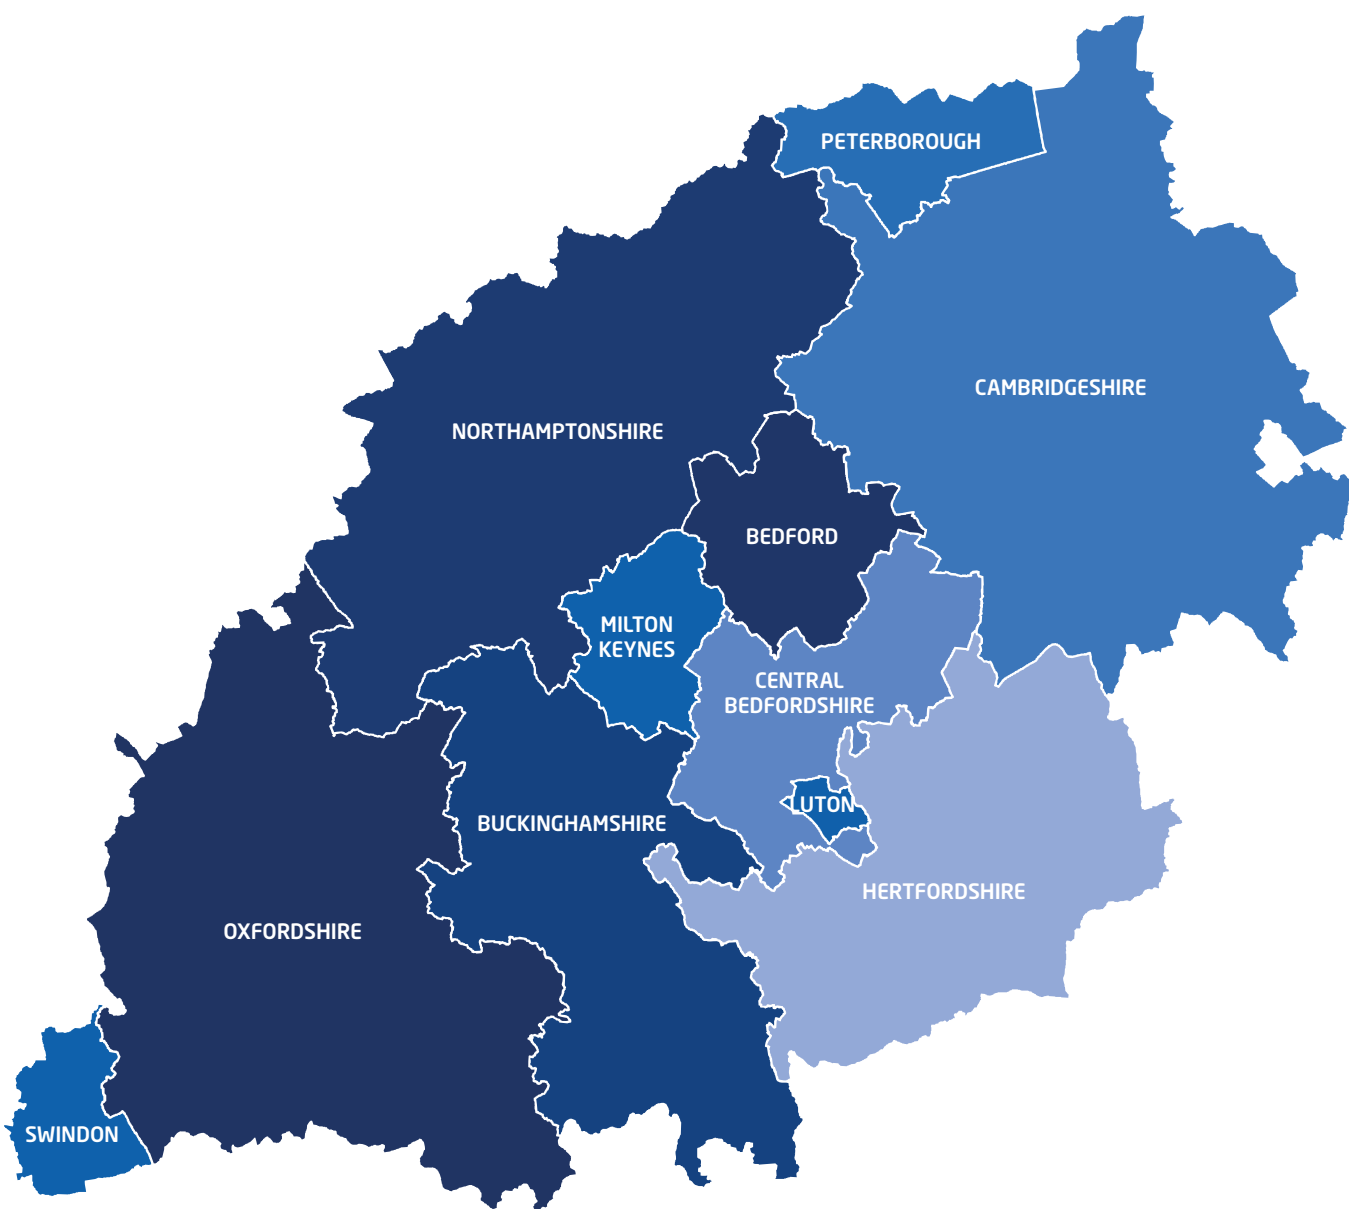 PETERBOROUGH
CAMBRIDGESHIRE
NORTHAMPTONSHIRE
BEDFORD
MILTON
KEYNES
CENTRAL
BEDFORDSHIRE
LUTON
BUCKINGHAMSHIRE
HERTFORDSHIRE
OXFORDSHIRE
SWINDON